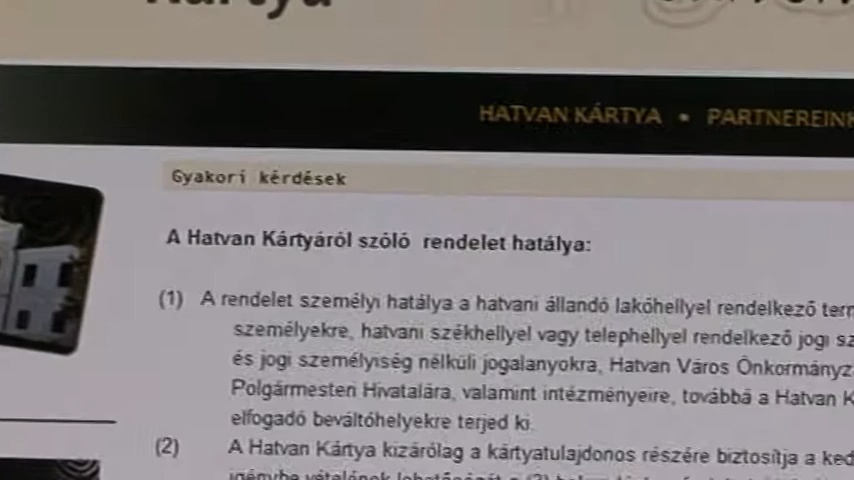 Kártya
HATVAN KÁRTYA • PARTNEREINK
Gyakori kérdések
A Hatvan Kártyáról szóló rendelet hatálya:
(1) A rendelet személyi hatálya a hatvani állandó lakóhellyel rendelkező
személyekre, hatvani székhellyel vagy telephellyel rendelkező jogi
és jogi személyiség nélküli jogalanyokra, Hatvan Város
Polgármesteri Hivatalára, valamint intézményeire, továbbá a Hatvan
elfogadó beváltóhelyekre terjed ki.
(2) A Hatvan Kártya kizárólag a kártyatulajdonos részére biztosítja a